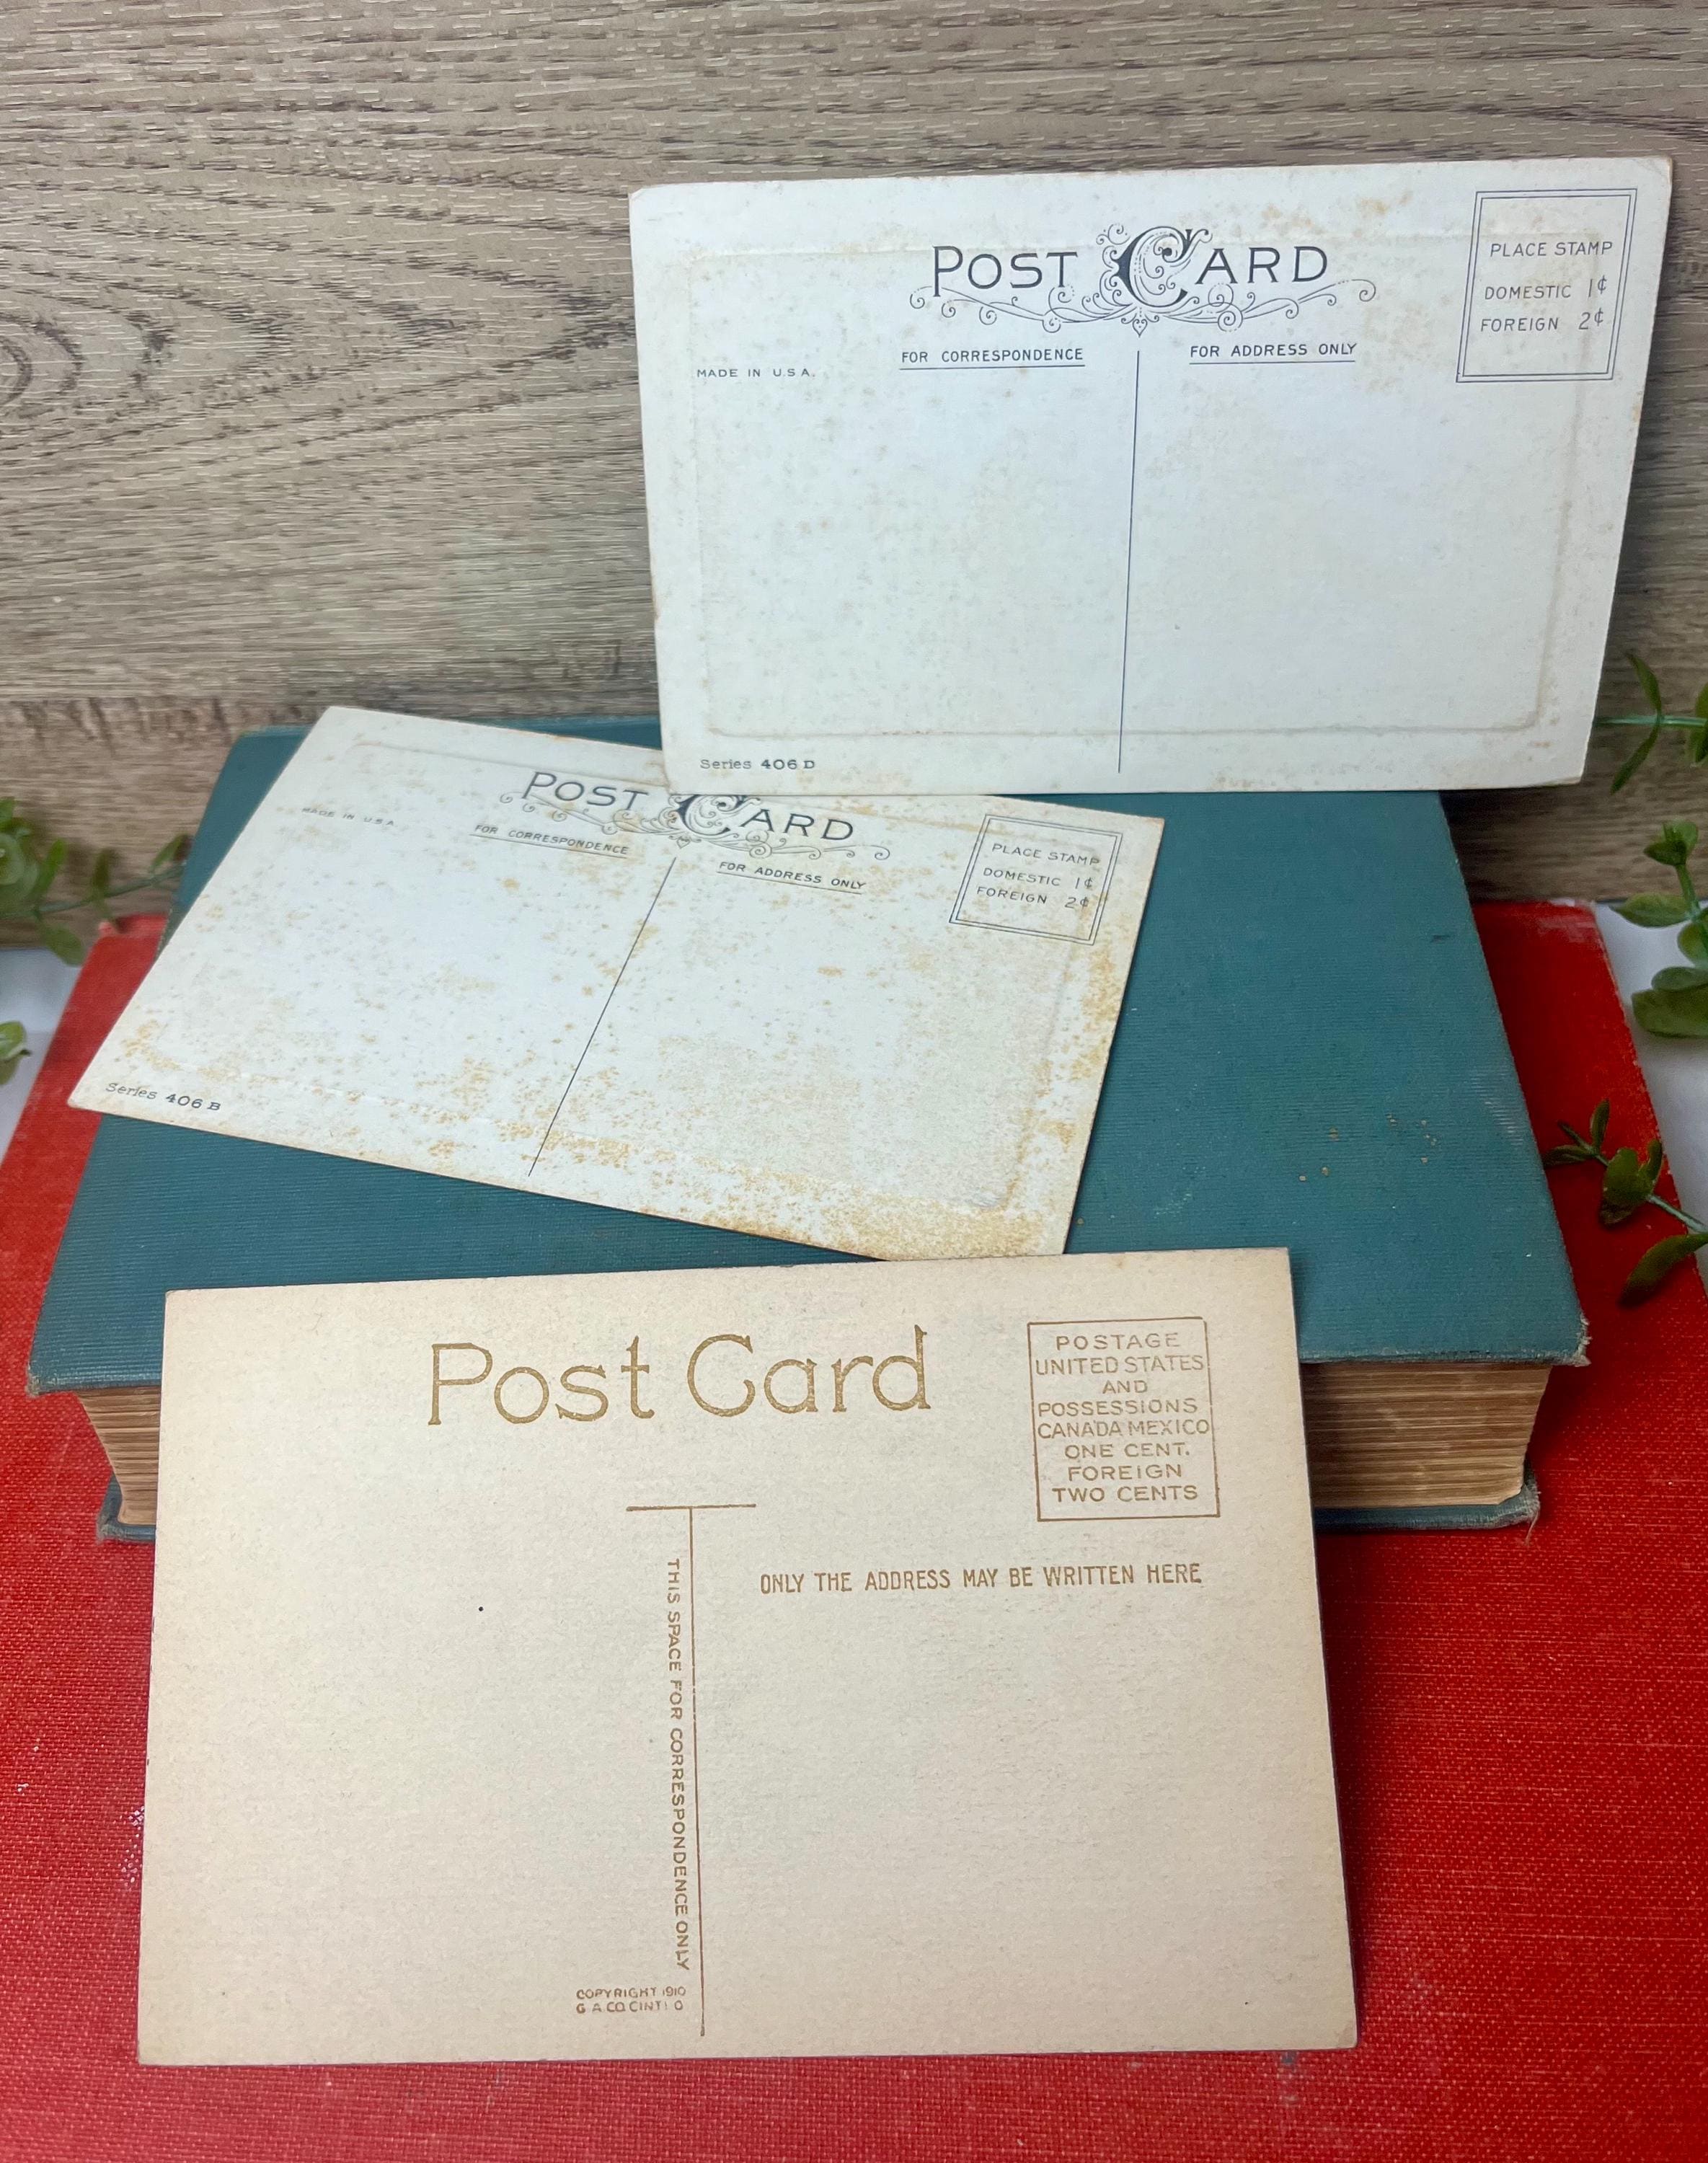 POST CARD
PLACE STAMP
DOMESTIC 1¢
FOREIGN 2¢
FOR CORRESPONDENCE
FOR ADDRESS ONLY
MADE IN U.S.A.
Series 406 D
POST CARD
MADE IN U.S.A.
FOR CORRESPONDENCE
FOR ADDRESS ONLY
PLACE STAMP
DOMESTIC 1¢
FOREIGN 2¢
Series 406 B
Post Card
POSTAGE
UNITED STATES
AND
POSSESSIONS
CANADA MEXICO
ONE CENT.
FOREIGN
TWO CENTS
ONLY THE ADDRESS MAY BE WRITTEN HERE
THIS SPACE FOR CORRESPONDENCE ONLY
COPYRIGHT 1910
G. A. CO. CINTI O